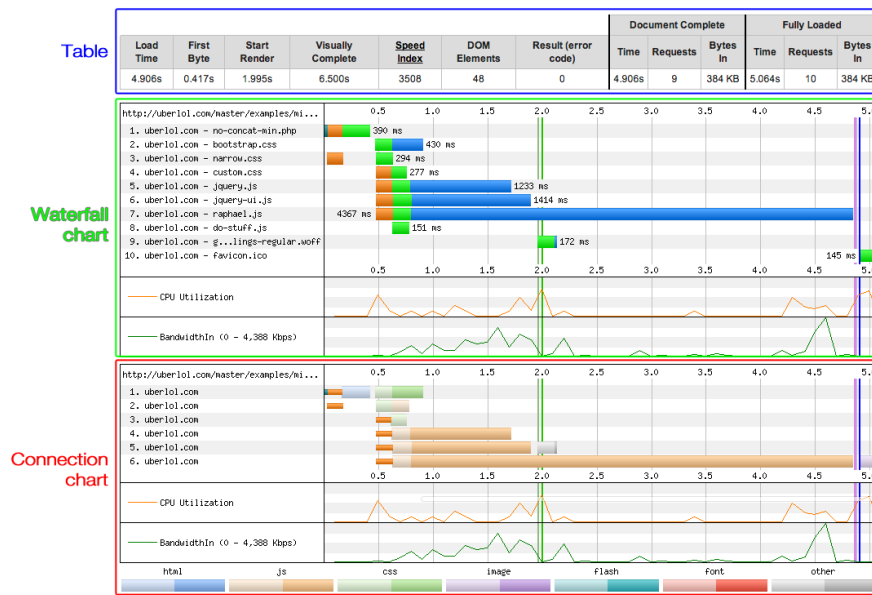 Table
Document Complete Fully Loaded
Load Time First Byte Start Render Visually Complete Speed Index DOM Elements Result (error code) Time Requests Bytes In Time Requests Bytes In
4.906s 0.417s 1.995s 6.500s 3508 48 0 4.906s 9 384 KB 5.064s 10 384 KB
Waterfall chart
http://uberlol.com/master/examples/mi... 0.5 1.0 1.5 2.0 2.5 3.0 3.5 4.0 4.5 5.0
1. uberlol.com - no-concat-min.php 390 ms
2. uberlol.com - bootstrap.css 430 ms
3. uberlol.com - narrow.css 294 ms
4. uberlol.com - custom.css 277 ms
5. uberlol.com - jquery.js 1233 ms
6. uberlol.com - jquery-ui.js 1414 ms
7. uberlol.com - raphael.js 4367 ms
8. uberlol.com - do-stuff.js 151 ms
9. uberlol.com - g...lings-regular.woff 172 ms
10. uberlol.com - favicon.ico 145 ms
0.5 1.0 1.5 2.0 2.5 3.0 3.5 4.0 4.5 5.0
CPU Utilization
BandwidthIn (0 - 4,388 Kbps)
Connection chart
http://uberlol.com/master/examples/mi... 0.5 1.0 1.5 2.0 2.5 3.0 3.5 4.0 4.5 5.0
1. uberlol.com
2. uberlol.com
3. uberlol.com
4. uberlol.com
5. uberlol.com
6. uberlol.com
0.5 1.0 1.5 2.0 2.5 3.0 3.5 4.0 4.5 5.0
CPU Utilization
BandwidthIn (0 - 4,388 Kbps)
html js css image flash font other